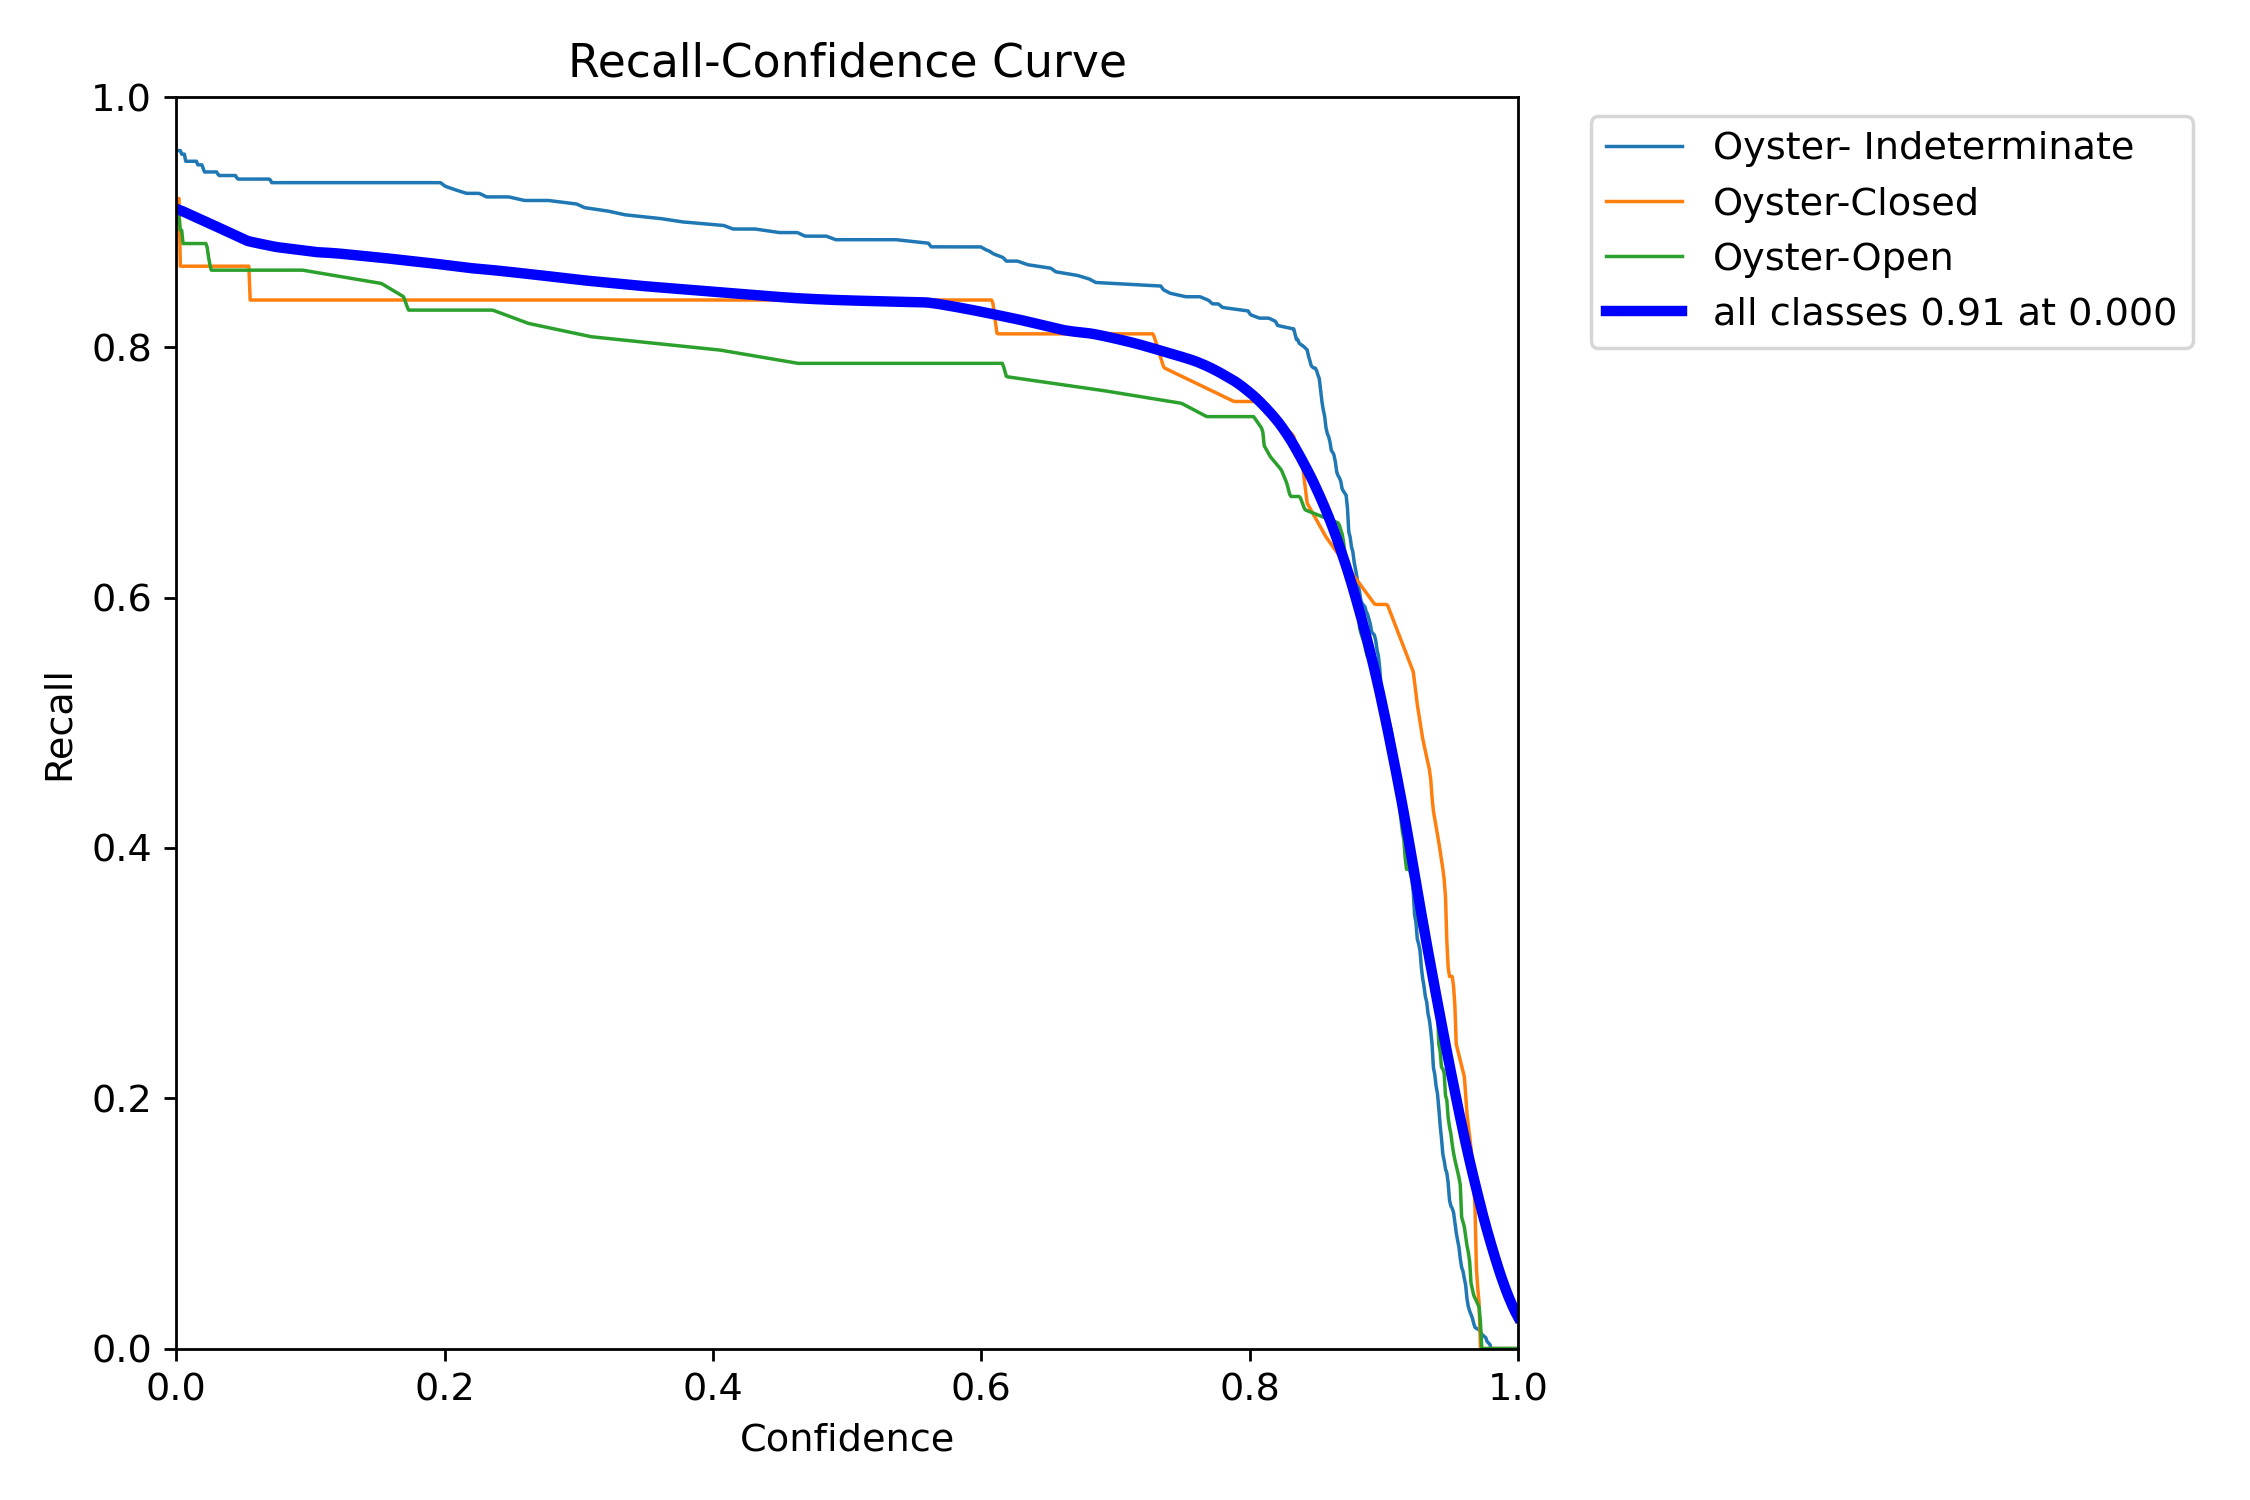 Recall-Confidence Curve
1.0
0.8
0.6
0.4
0.2
0.0
Recall
0.0 0.2 0.4 0.6 0.8 1.0
Confidence
Oyster- Indeterminate
Oyster-Closed
Oyster-Open
all classes 0.91 at 0.000